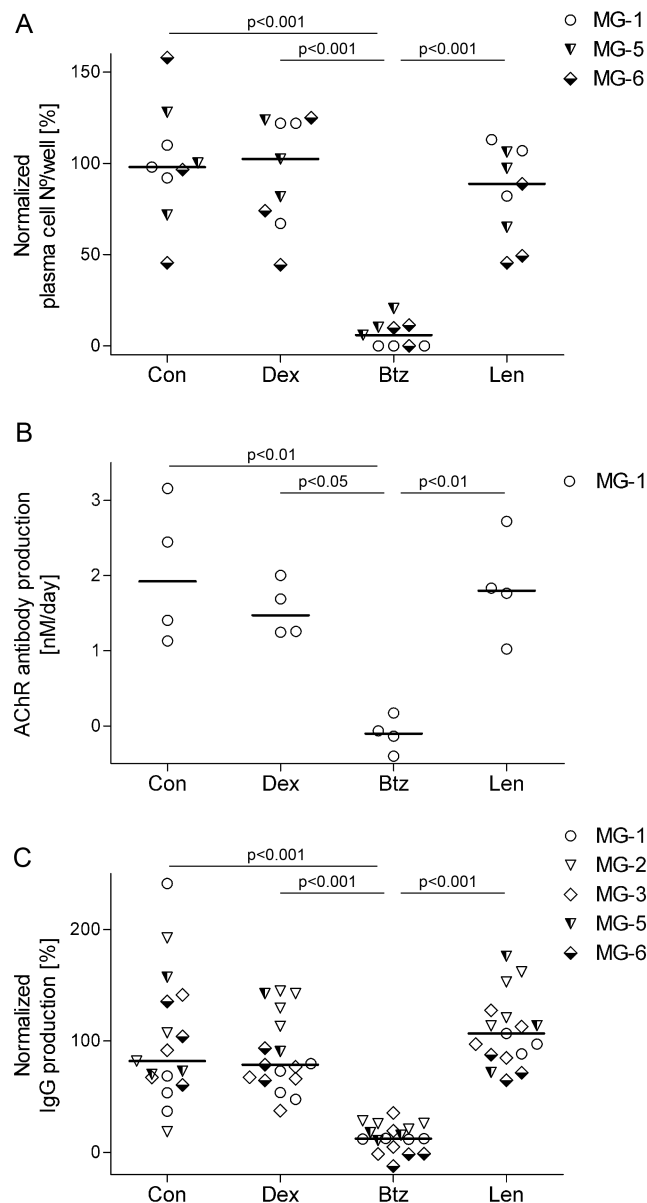 A
p<0.001
p<0.001
p<0.001
MG-1
MG-5
MG-6
Normalized
plasma cell Nº/well [%]
150
100
50
0
Con
Dex
Btz
Len
B
p<0.01
p<0.05
p<0.01
MG-1
AChR antibody production
[nM/day]
3
2
1
0
Con
Dex
Btz
Len
C
p<0.001
p<0.001
p<0.001
MG-1
MG-2
MG-3
MG-5
MG-6
Normalized
IgG production [%]
200
100
0
Con
Dex
Btz
Len